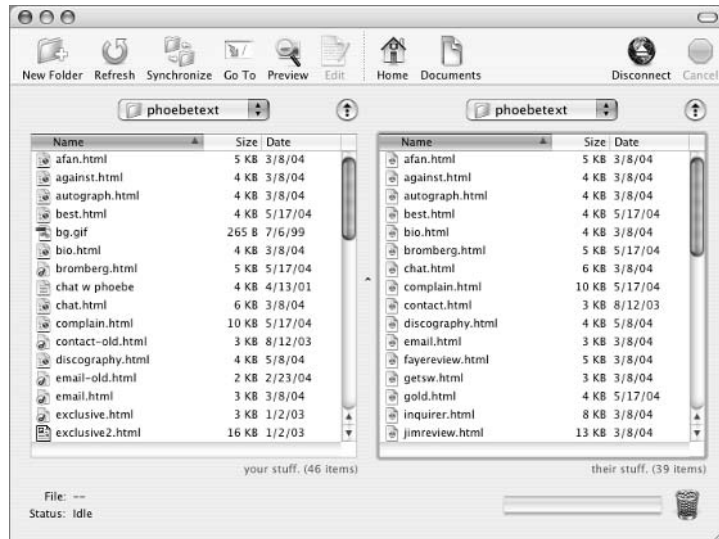 New Folder Refresh Synchronize Go To Preview Edit Home Documents Disconnect Cancel
phoebetext
Name Size Date
afan.html 5 KB 3/8/04
against.html 4 KB 3/8/04
autograph.html 4 KB 3/8/04
best.html 4 KB 5/17/04
bg.gif 265 B 7/6/99
bio.html 4 KB 3/8/04
bromberg.html 5 KB 5/17/04
chat w phoebe 4 KB 4/13/01
chat.html 6 KB 3/8/04
complain.html 10 KB 5/17/04
contact-old.html 3 KB 8/12/03
discography.html 4 KB 5/8/04
email-old.html 2 KB 2/23/04
email.html 3 KB 3/8/04
exclusive.html 3 KB 1/2/03
exclusive2.html 16 KB 1/2/03
your stuff. (46 items)
phoebetext
Name Size Date
afan.html 5 KB 3/8/04
against.html 4 KB 3/8/04
autograph.html 4 KB 3/8/04
best.html 4 KB 5/17/04
bio.html 4 KB 3/8/04
bromberg.html 5 KB 5/17/04
chat.html 6 KB 3/8/04
complain.html 10 KB 5/17/04
contact.html 3 KB 8/12/03
discography.html 4 KB 5/8/04
email.html 3 KB 3/8/04
fayereview.html 5 KB 3/8/04
getsw.html 3 KB 3/8/04
gold.html 4 KB 5/17/04
inquirer.html 8 KB 3/8/04
jimreview.html 13 KB 3/8/04
their stuff. (39 items)
File: --
Status: Idle